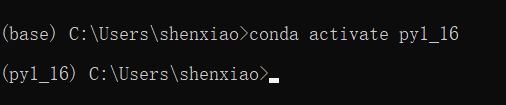 (base) C:\Users\shenxiao>conda activate py1_16
(py1_16) C:\Users\shenxiao>